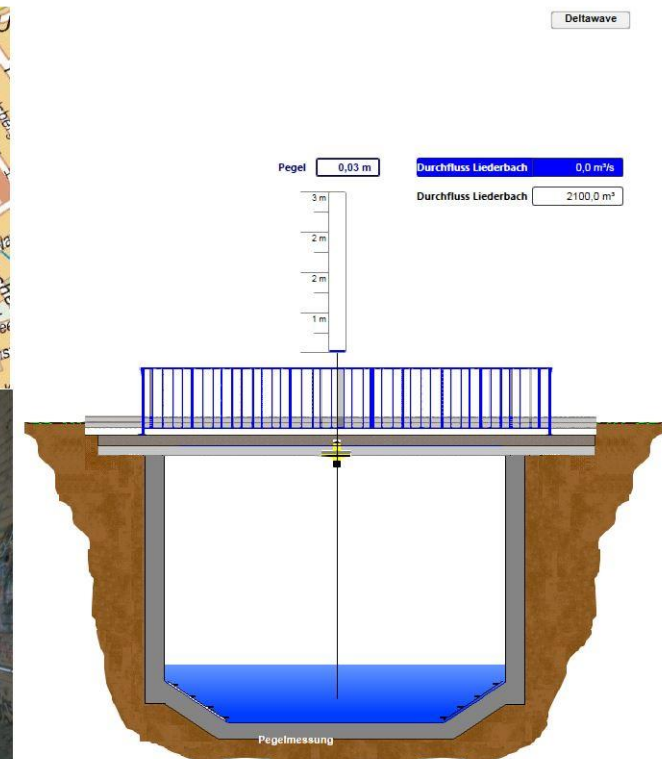 Deltawave
Pegel 0,03 m
Durchfluss Liederbach 0,0 m³/s
Durchfluss Liederbach 2100,0 m³
3 m
2 m
2 m
1 m
Pegelmessung